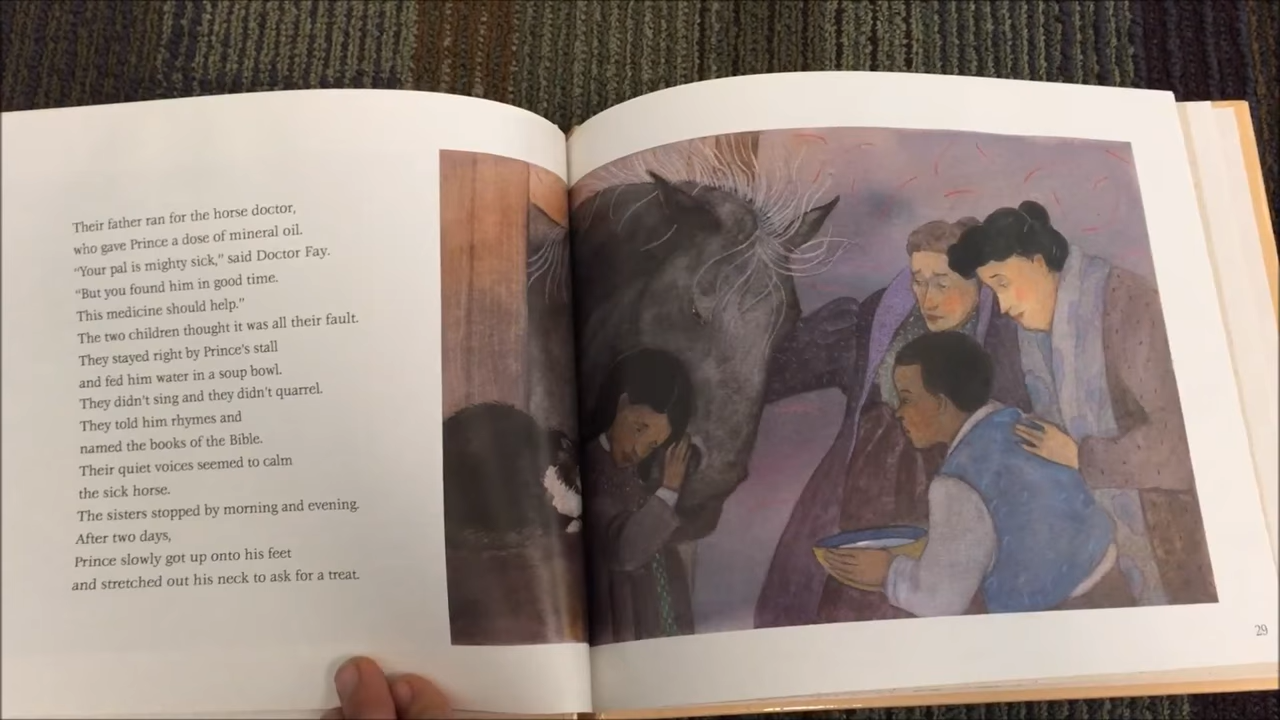 Their father ran for the horse doctor,
who gave Prince a dose of mineral oil.
“Your pal is mighty sick,” said Doctor Fay.
“But you found him in good time.
This medicine should help.”
The two children thought it was all their fault.
They stayed right by Prince's stall
and fed him water in a soup bowl.
They didn't sing and they didn't quarrel.
They told him rhymes and
named the books of the Bible.
Their quiet voices seemed to calm
the sick horse.
The sisters stopped by morning and evening.
After two days,
Prince slowly got up onto his feet
and stretched out his neck to ask for a treat.
29